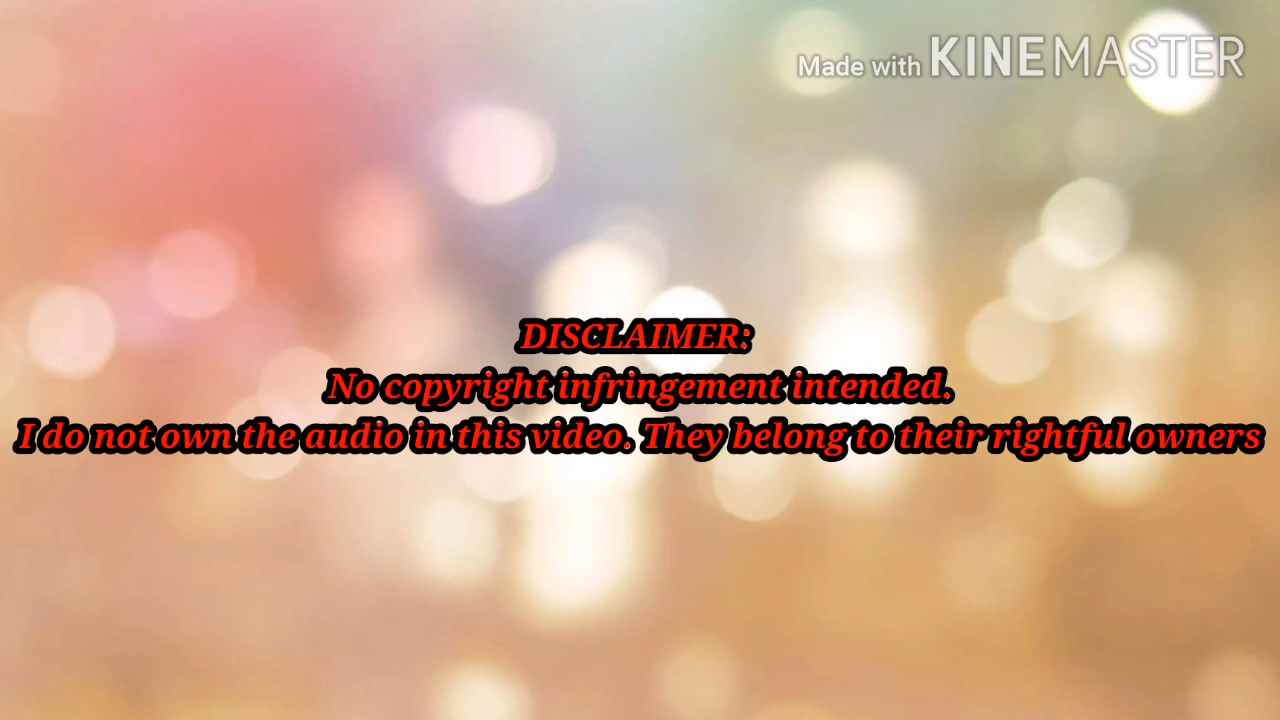 Made with KINEMASTER
DISCLAIMER:
No copyright infringement intended.
I do not own the audio in this video. They belong to their rightful owners